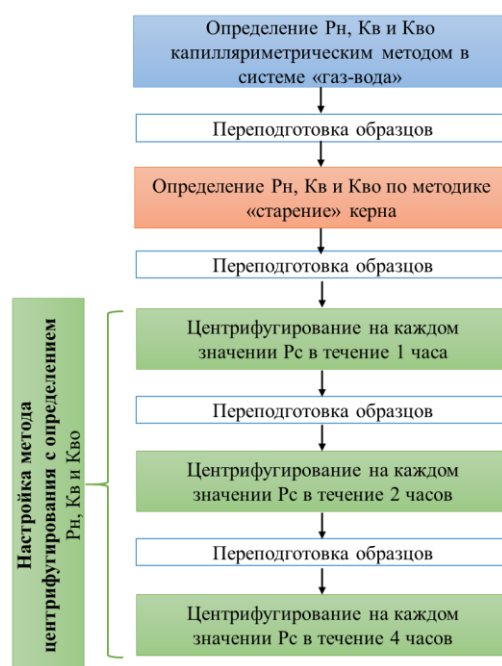 Определение Рн, Кв и Кво
капилляриметрическим методом в
системе «газ-вода»
Переподготовка образцов
Определение Рн, Кв и Кво по методике
«старение» керна
Переподготовка образцов
Настройка метода
центрифугирования с определением
Рн, Кв и Кво
Центрифугирование на каждом
значении Рс в течение 1 часа
Переподготовка образцов
Центрифугирование на каждом
значении Рс в течение 2 часов
Переподготовка образцов
Центрифугирование на каждом
значении Рс в течение 4 часов